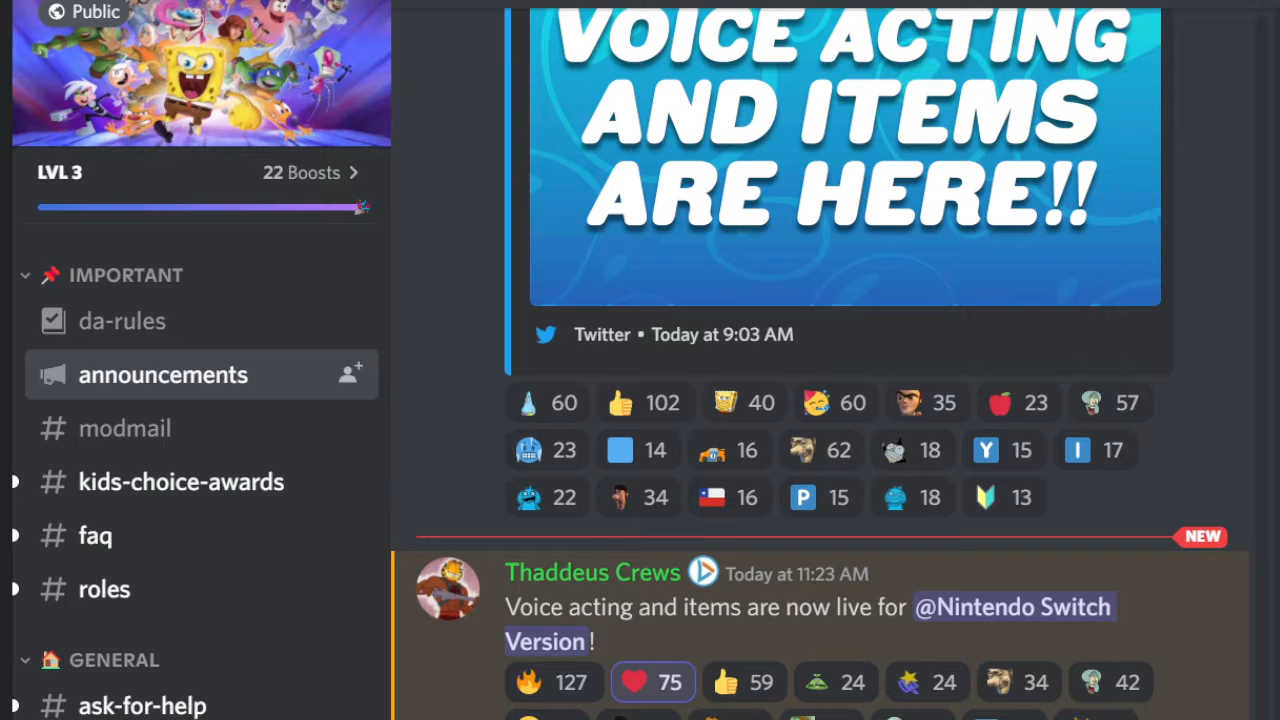 Public
LVL 3
22 Boosts
IMPORTANT
da-rules
announcements
modmail
kids-choice-awards
faq
roles
GENERAL
ask-for-help
VOICE ACTING
AND ITEMS
ARE HERE!!
Twitter • Today at 9:03 AM
60 102 40 60 35 23 57
23 14 16 62 18 Y 15 I 17
22 34 16 P 15 18 13
NEW
Thaddeus Crews Today at 11:23 AM
Voice acting and items are now live for @Nintendo Switch
Version!
127 75 59 24 24 34 42